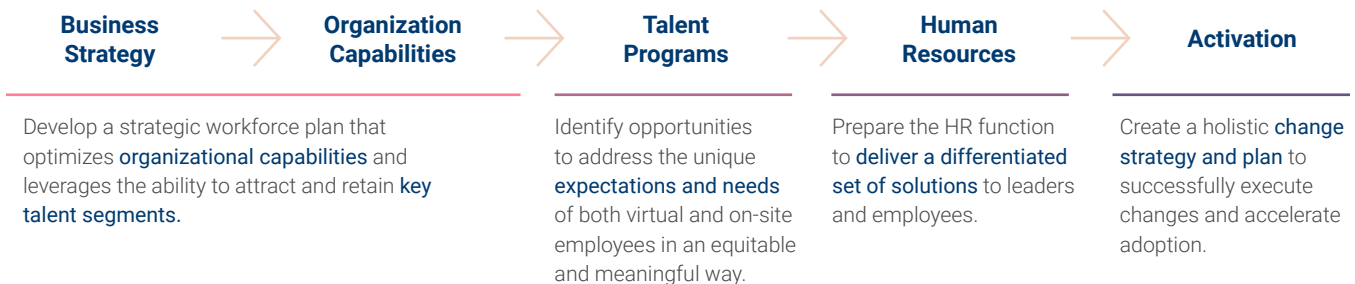 Business
Strategy
Organization
Capabilities
Talent
Programs
Human
Resources
Activation
Develop a strategic workforce plan that
optimizes organizational capabilities and
leverages the ability to attract and retain key
talent segments.
Identify opportunities
to address the unique
expectations and needs
of both virtual and on-site
employees in an equitable
and meaningful way.
Prepare the HR function
to deliver a differentiated
set of solutions to leaders
and employees.
Create a holistic change
strategy and plan to
successfully execute
changes and accelerate
adoption.